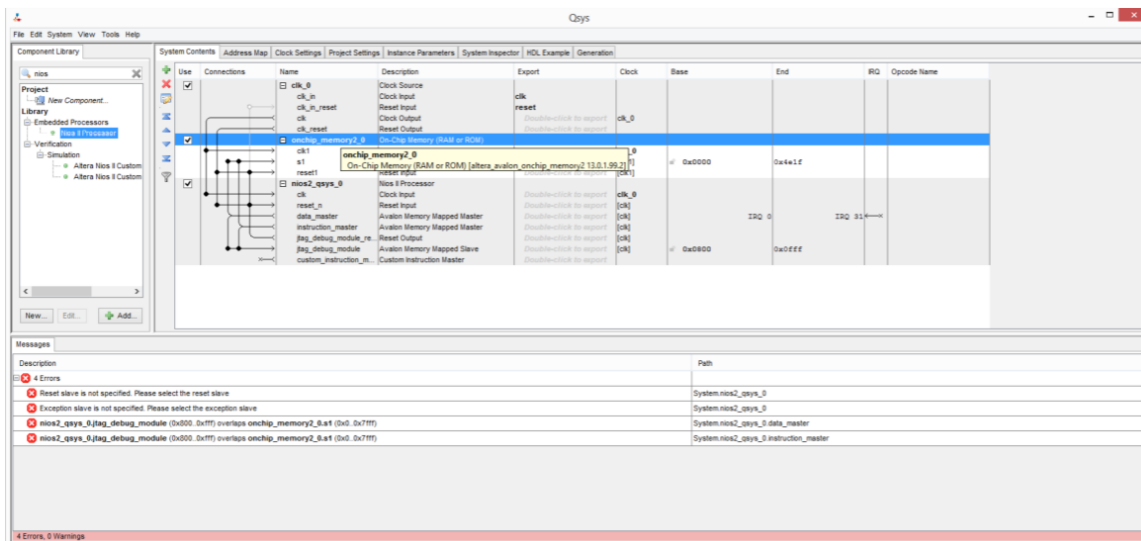 Qsys
File Edit System View Tools Help
Component Library
nios
Project
New Component...
Library
Embedded Processors
Nios II Processor
Verification
Simulation
Altera Nios II Custom
Altera Nios II Custom
New... Edit... Add...
System Contents Address Map Clock Settings Project Settings Instance Parameters System Inspector HDL Example Generation
Use Connections Name Description Export Clock Base End IRQ Opcode Name
clk_0 Clock Source
clk_in Clock Input clk
clk_in_reset Reset Input reset
clk Clock Output Double-click to export clk_0
clk_reset Reset Output Double-click to export
onchip_memory2_0 On-Chip Memory (RAM or ROM)
clk1
s1 0x0000 0x4e1f
reset1 Reset Input [clk1]
onchip_memory2_0
On-Chip Memory (RAM or ROM) [altera_avalon_onchip_memory2 13.0.1.99.2]
nios2_qsys_0 Nios II Processor
clk Clock Input Double-click to export clk_0
reset_n Reset Input Double-click to export [clk]
data_master Avalon Memory Mapped Master Double-click to export [clk] IRQ 0 IRQ 31
instruction_master Avalon Memory Mapped Master Double-click to export [clk]
jtag_debug_module_re... Reset Output Double-click to export [clk]
jtag_debug_module Avalon Memory Mapped Slave Double-click to export [clk] 0x0800 0x0fff
custom_instruction_m... Custom Instruction Master Double-click to export
Messages
Description Path
4 Errors
Reset slave is not specified. Please select the reset slave System.nios2_qsys_0
Exception slave is not specified. Please select the exception slave System.nios2_qsys_0
nios2_qsys_0.jtag_debug_module (0x800..0xfff) overlaps onchip_memory2_0.s1 (0x0..0x7fff) System.nios2_qsys_0.data_master
nios2_qsys_0.jtag_debug_module (0x800..0xfff) overlaps onchip_memory2_0.s1 (0x0..0x7fff) System.nios2_qsys_0.instruction_master
4 Errors, 0 Warnings